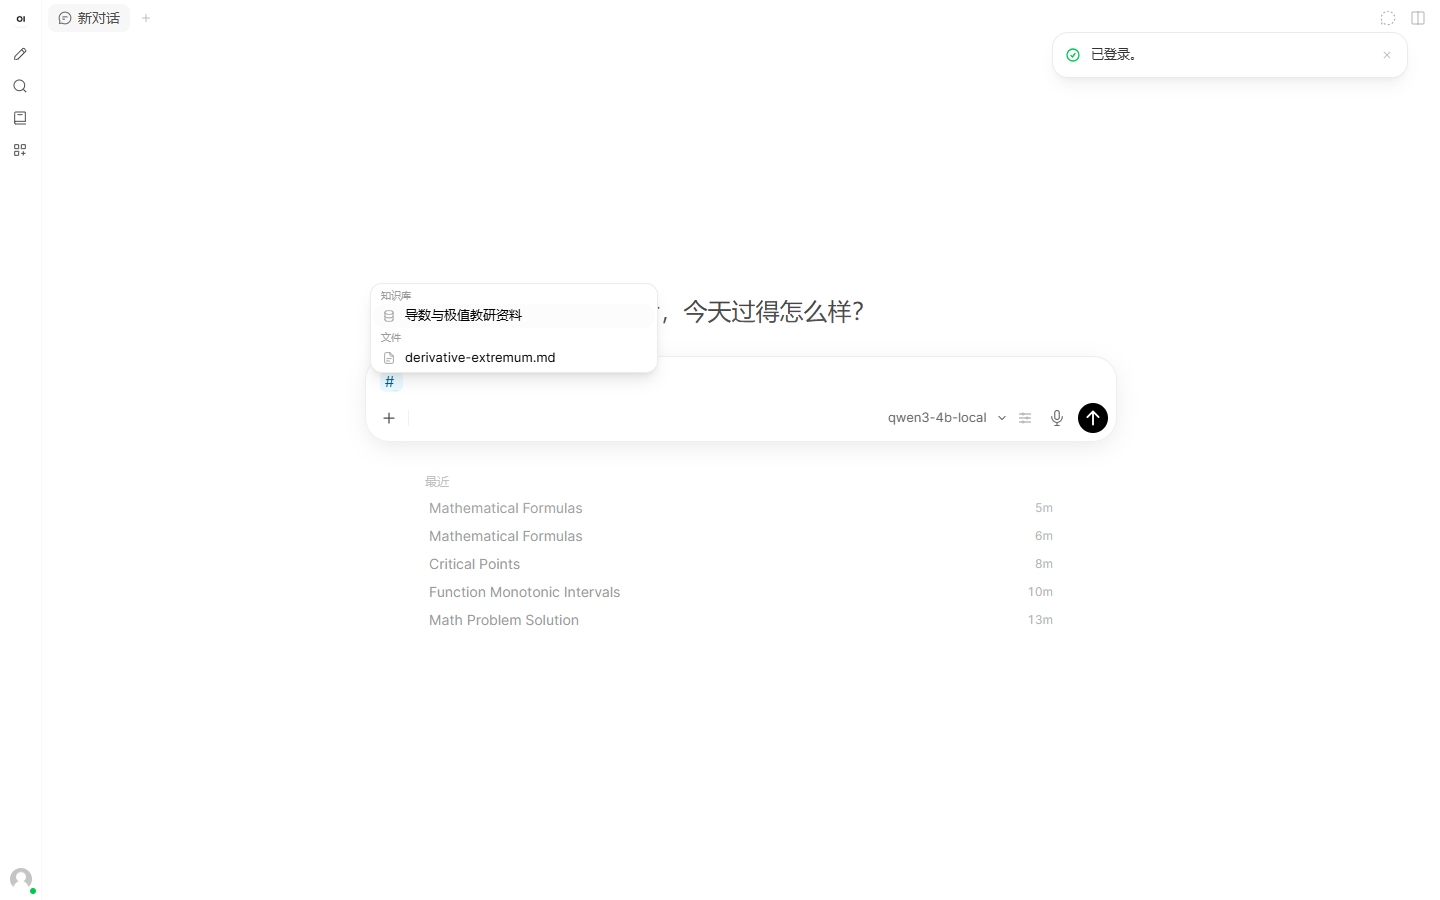 OI
新对话
已登录。
知识库
导数与极值教研资料
文件
derivative-extremum.md
，今天过得怎么样？
#
qwen3-4b-local
最近
Mathematical Formulas 5m
Mathematical Formulas 6m
Critical Points 8m
Function Monotonic Intervals 10m
Math Problem Solution 13m